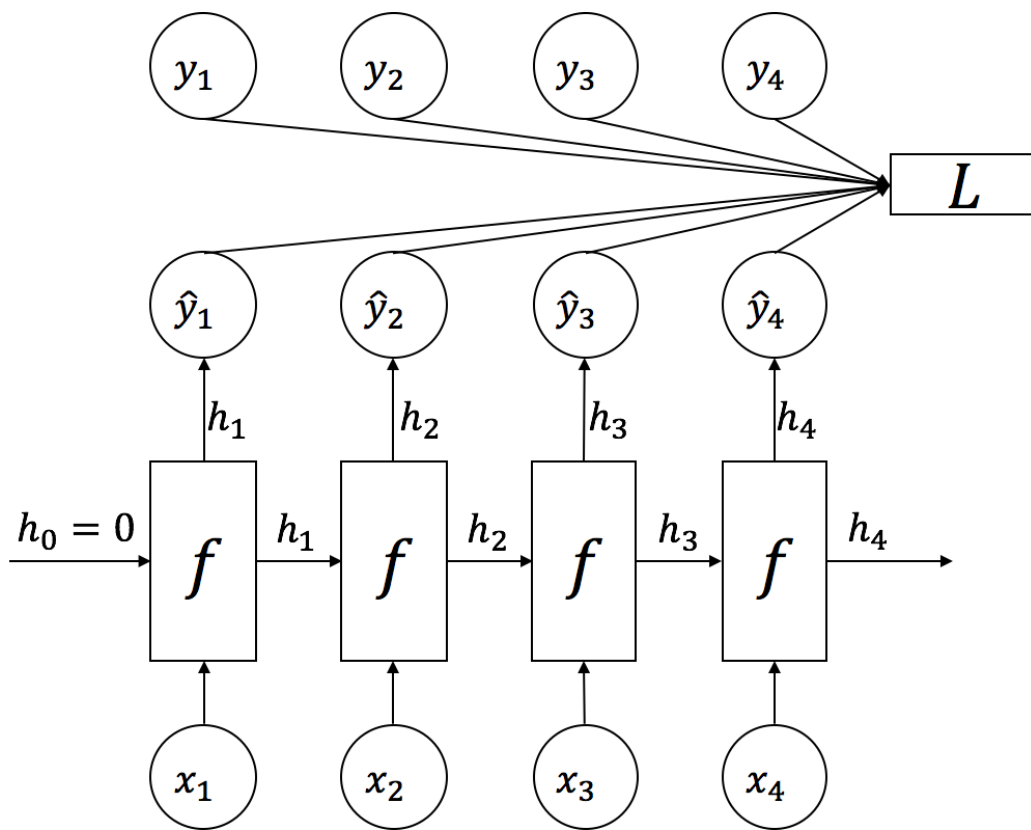 y₁ y₂ y₃ y₄
L
ŷ₁ ŷ₂ ŷ₃ ŷ₄
h₁ h₂ h₃ h₄
h₀ = 0 h₁ h₂ h₃ h₄
f f f f
x₁ x₂ x₃ x₄